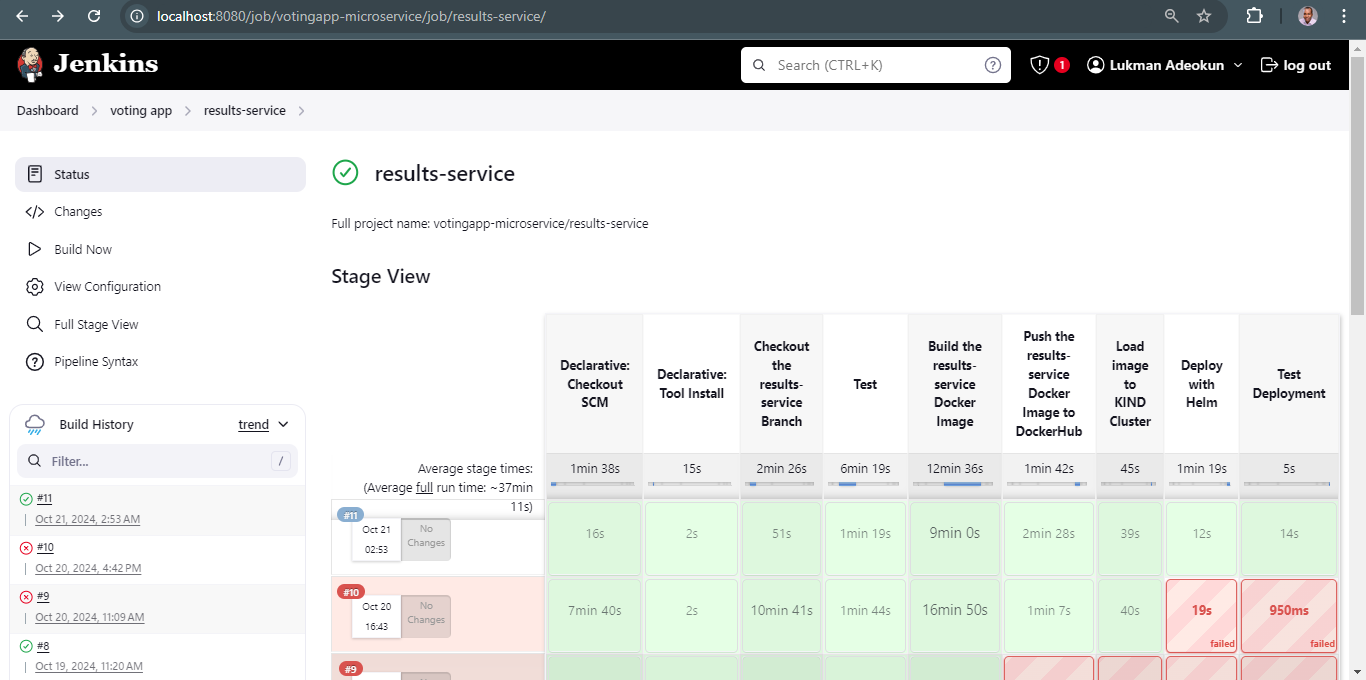 localhost:8080/job/votingapp-microservice/job/results-service/
Jenkins
Search (CTRL+K)
?
1
Lukman Adeokun
log out
Dashboard
voting app
results-service
Status
Changes
Build Now
View Configuration
Full Stage View
Pipeline Syntax
Build History
trend
Filter...
/
#11
Oct 21, 2024, 2:53 AM
#10
Oct 20, 2024, 4:42 PM
#9
Oct 20, 2024, 11:09 AM
#8
Oct 19, 2024, 11:20 AM
results-service
Full project name: votingapp-microservice/results-service
Stage View
Declarative:
Checkout
SCM
Declarative:
Tool Install
Checkout
the
results-
service
Branch
Test
Build the
results-
service
Docker
Image
Push the
results-
service
Docker
Image to
DockerHub
Load
image
to
KIND
Cluster
Deploy
with
Helm
Test
Deployment
Average stage times:
(Average full run time: ~37min
11s)
1min 38s
15s
2min 26s
6min 19s
12min 36s
1min 42s
45s
1min 19s
5s
#11
Oct 21
02:53
No
Changes
16s
2s
51s
1min 19s
9min 0s
2min 28s
39s
12s
14s
#10
Oct 20
16:43
No
Changes
7min 40s
2s
10min 41s
1min 44s
16min 50s
1min 7s
40s
19s
failed
950ms
failed
#9